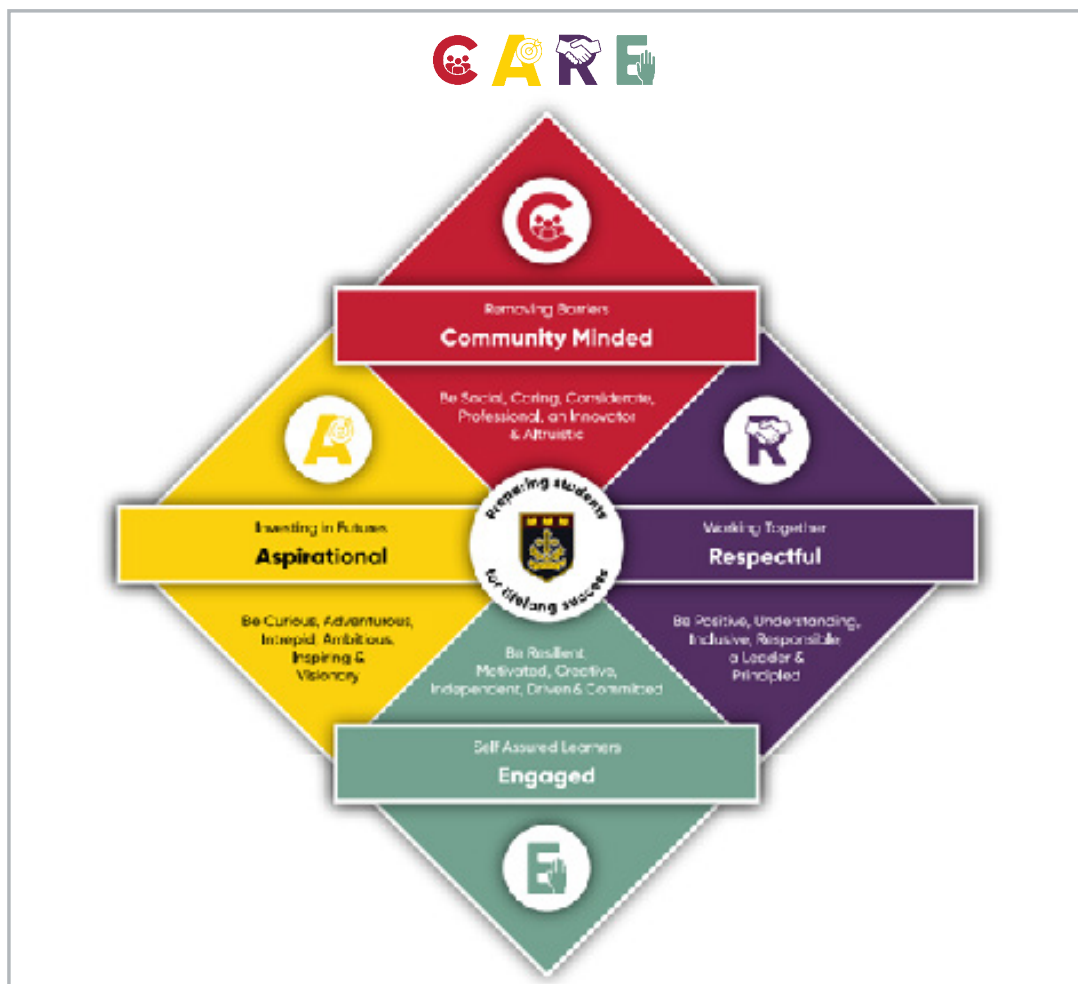 CARE
C
Removing Barriers
Community Minded
Be Social, Caring, Considerate,
Professional, an Innovator
& Altruistic
A
Investing in Futures
Aspirational
Be Curious, Adventurous,
Intrepid, Ambitious,
Inspiring &
Visionary
R
Working Together
Respectful
Be Positive, Understanding,
Inclusive, Responsible
a Leader &
Principled
Preparing students
for lifelong success
Be Resilient,
Motivated, Creative,
Independent, Driven & Committed
Self Assured Learners
Engaged
E